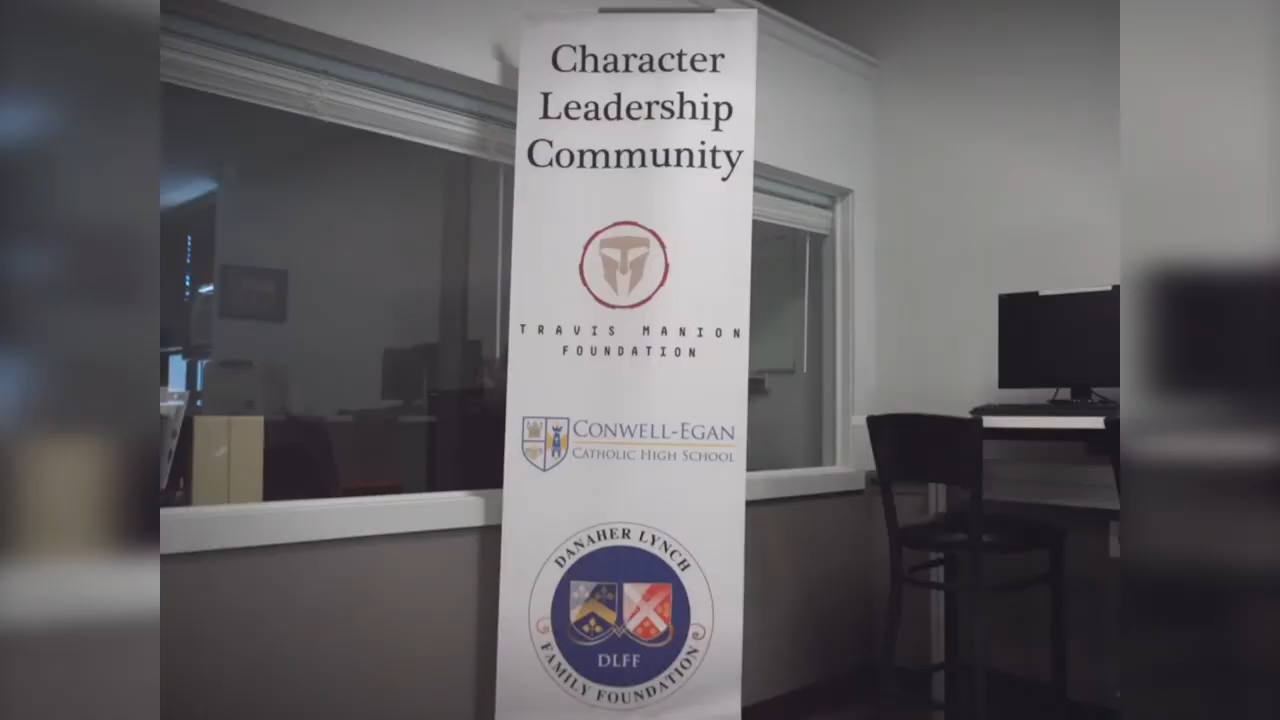 Character
Leadership
Community
TRAVIS MANION
FOUNDATION
CONWELL-EGAN
CATHOLIC HIGH SCHOOL
DANAHER LYNCH
DLFF
FAMILY FOUNDATION